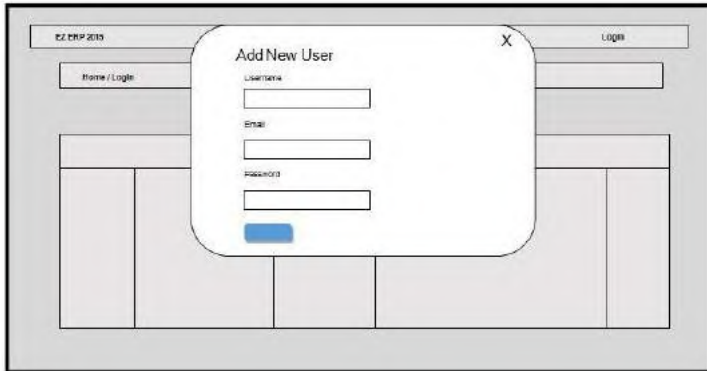 EZ ERP 2015
Login
Home / Login
X
Add New User
Username
Email
Password